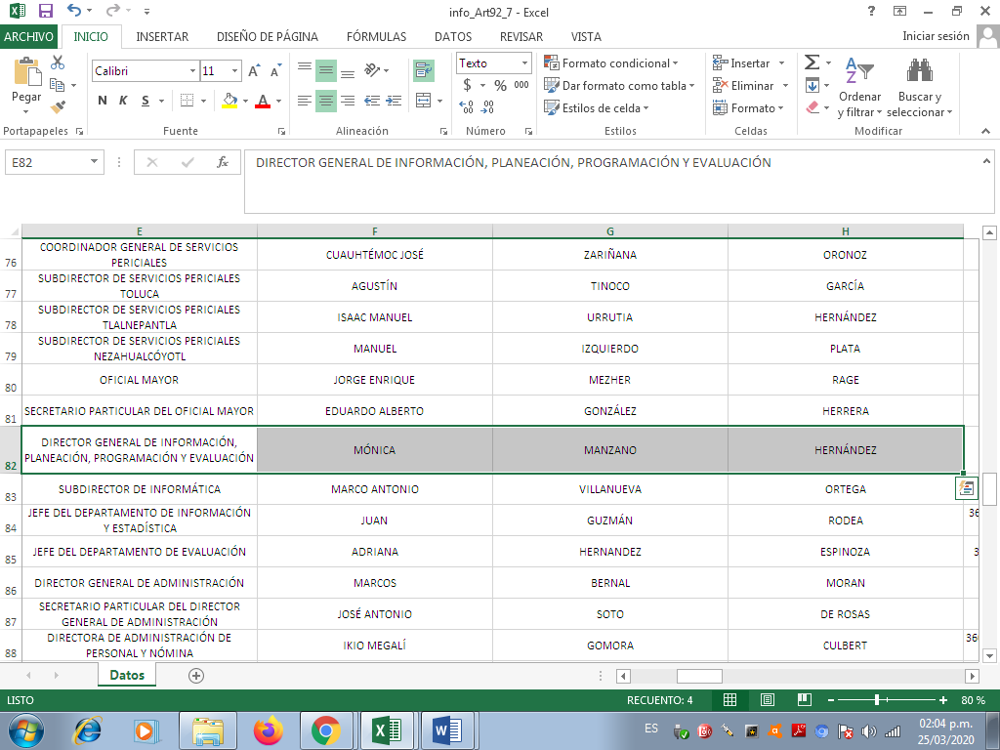 info_Art92_7 - Excel
ARCHIVO INICIO INSERTAR DISEÑO DE PÁGINA FÓRMULAS DATOS REVISAR VISTA Iniciar sesión
Pegar
Calibri 11
N K S
Texto
$ % 000
Formato condicional
Dar formato como tabla
Estilos de celda
Insertar
Eliminar
Formato
Ordenar y filtrar
Buscar y seleccionar
Portapapeles Fuente Alineación Número Estilos Celdas Modificar
E82 fx DIRECTOR GENERAL DE INFORMACIÓN, PLANEACIÓN, PROGRAMACIÓN Y EVALUACIÓN
E F G H
76 COORDINADOR GENERAL DE SERVICIOS PERICIALES CUAUHTÉMOC JOSÉ ZARIÑANA ORONOZ
77 SUBDIRECTOR DE SERVICIOS PERICIALES TOLUCA AGUSTÍN TINOCO GARCÍA
78 SUBDIRECTOR DE SERVICIOS PERICIALES TLALNEPANTLA ISAAC MANUEL URRUTIA HERNÁNDEZ
79 SUBDIRECTOR DE SERVICIOS PERICIALES NEZAHUALCÓYOTL MANUEL IZQUIERDO PLATA
80 OFICIAL MAYOR JORGE ENRIQUE MEZHER RAGE
81 SECRETARIO PARTICULAR DEL OFICIAL MAYOR EDUARDO ALBERTO GONZÁLEZ HERRERA
82 DIRECTOR GENERAL DE INFORMACIÓN, PLANEACIÓN, PROGRAMACIÓN Y EVALUACIÓN MÓNICA MANZANO HERNÁNDEZ
83 SUBDIRECTOR DE INFORMÁTICA MARCO ANTONIO VILLANUEVA ORTEGA
84 JEFE DEL DEPARTAMENTO DE INFORMACIÓN Y ESTADÍSTICA JUAN GUZMÁN RODEA 36
85 JEFE DEL DEPARTAMENTO DE EVALUACIÓN ADRIANA HERNANDEZ ESPINOZA 3
86 DIRECTOR GENERAL DE ADMINISTRACIÓN MARCOS BERNAL MORAN
87 SECRETARIO PARTICULAR DEL DIRECTOR GENERAL DE ADMINISTRACIÓN JOSÉ ANTONIO SOTO DE ROSAS
88 DIRECTORA DE ADMINISTRACIÓN DE PERSONAL Y NÓMINA IKIO MEGALÍ GOMORA CULBERT 36
Datos
LISTO RECUENTO: 4 80 %
ES 02:04 p.m.
25/03/2020